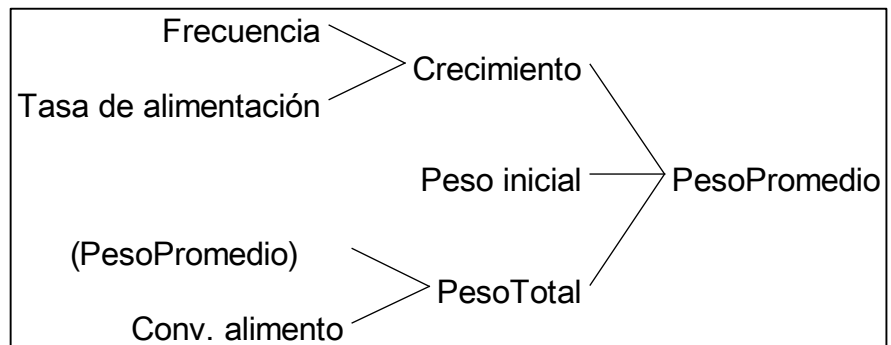 Frecuencia
Crecimiento
Tasa de alimentación
Peso inicial
PesoPromedio
(PesoPromedio)
PesoTotal
Conv. alimento